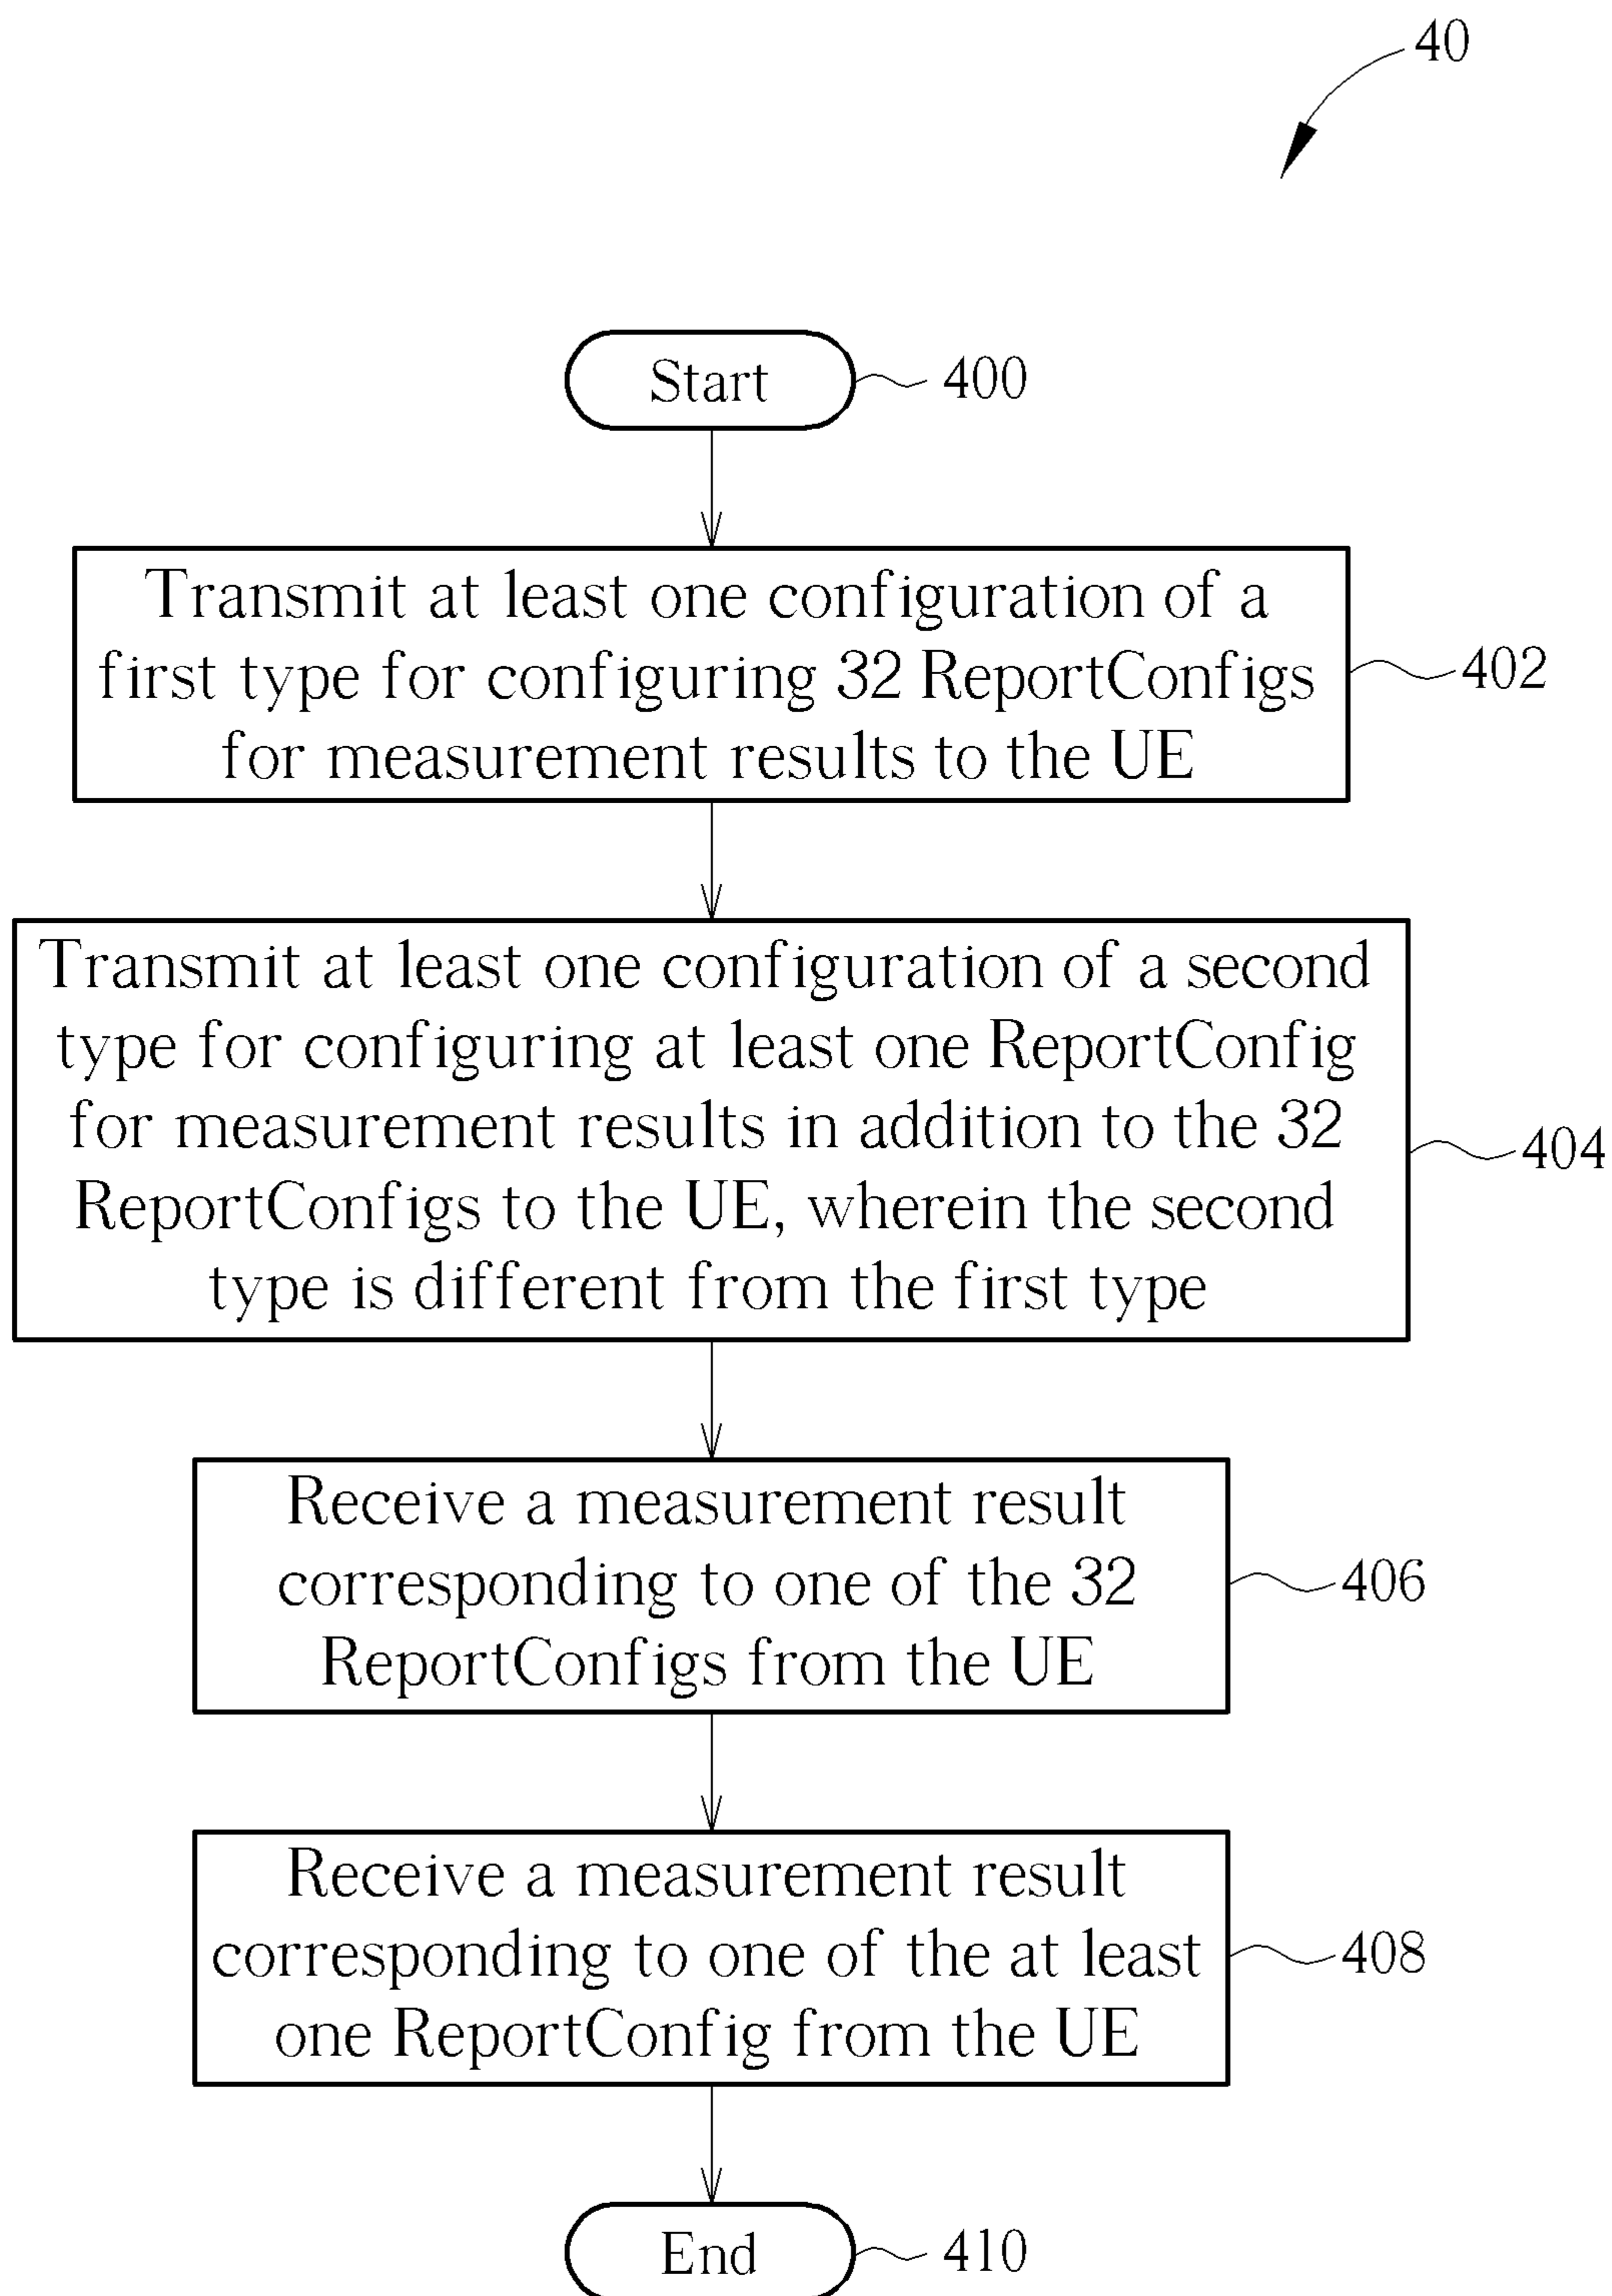 40
Start
400
Transmit at least one configuration of a
first type for configuring 32 ReportConfigs
for measurement results to the UE
402
Transmit at least one configuration of a second
type for configuring at least one ReportConfig
for measurement results in addition to the 32
ReportConfigs to the UE, wherein the second
type is different from the first type
404
Receive a measurement result
corresponding to one of the 32
ReportConfigs from the UE
406
Receive a measurement result
corresponding to one of the at least
one ReportConfig from the UE
408
End
410